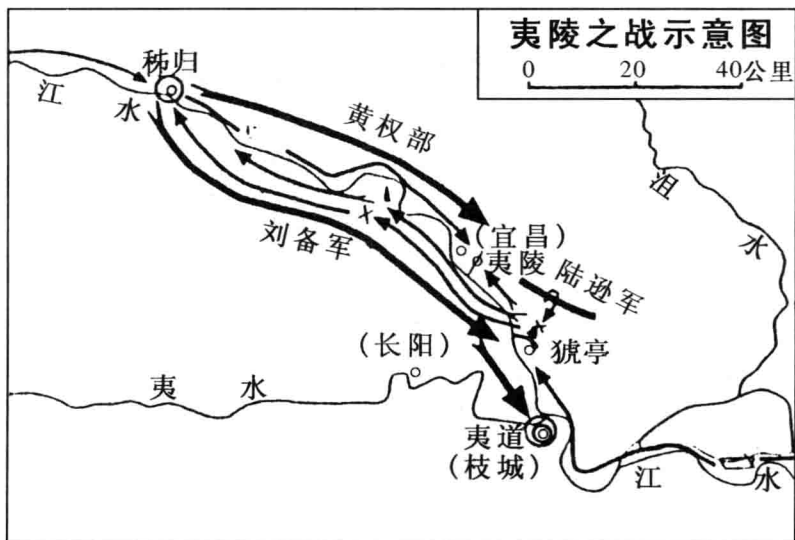 夷陵之战示意图
0 20 40公里
秭归
江 水
黄权部
刘备军
沮 水
(宜昌)
夷陵
陆逊军
猇亭
(长阳)
夷 水
夷道
(枝城)
江 水